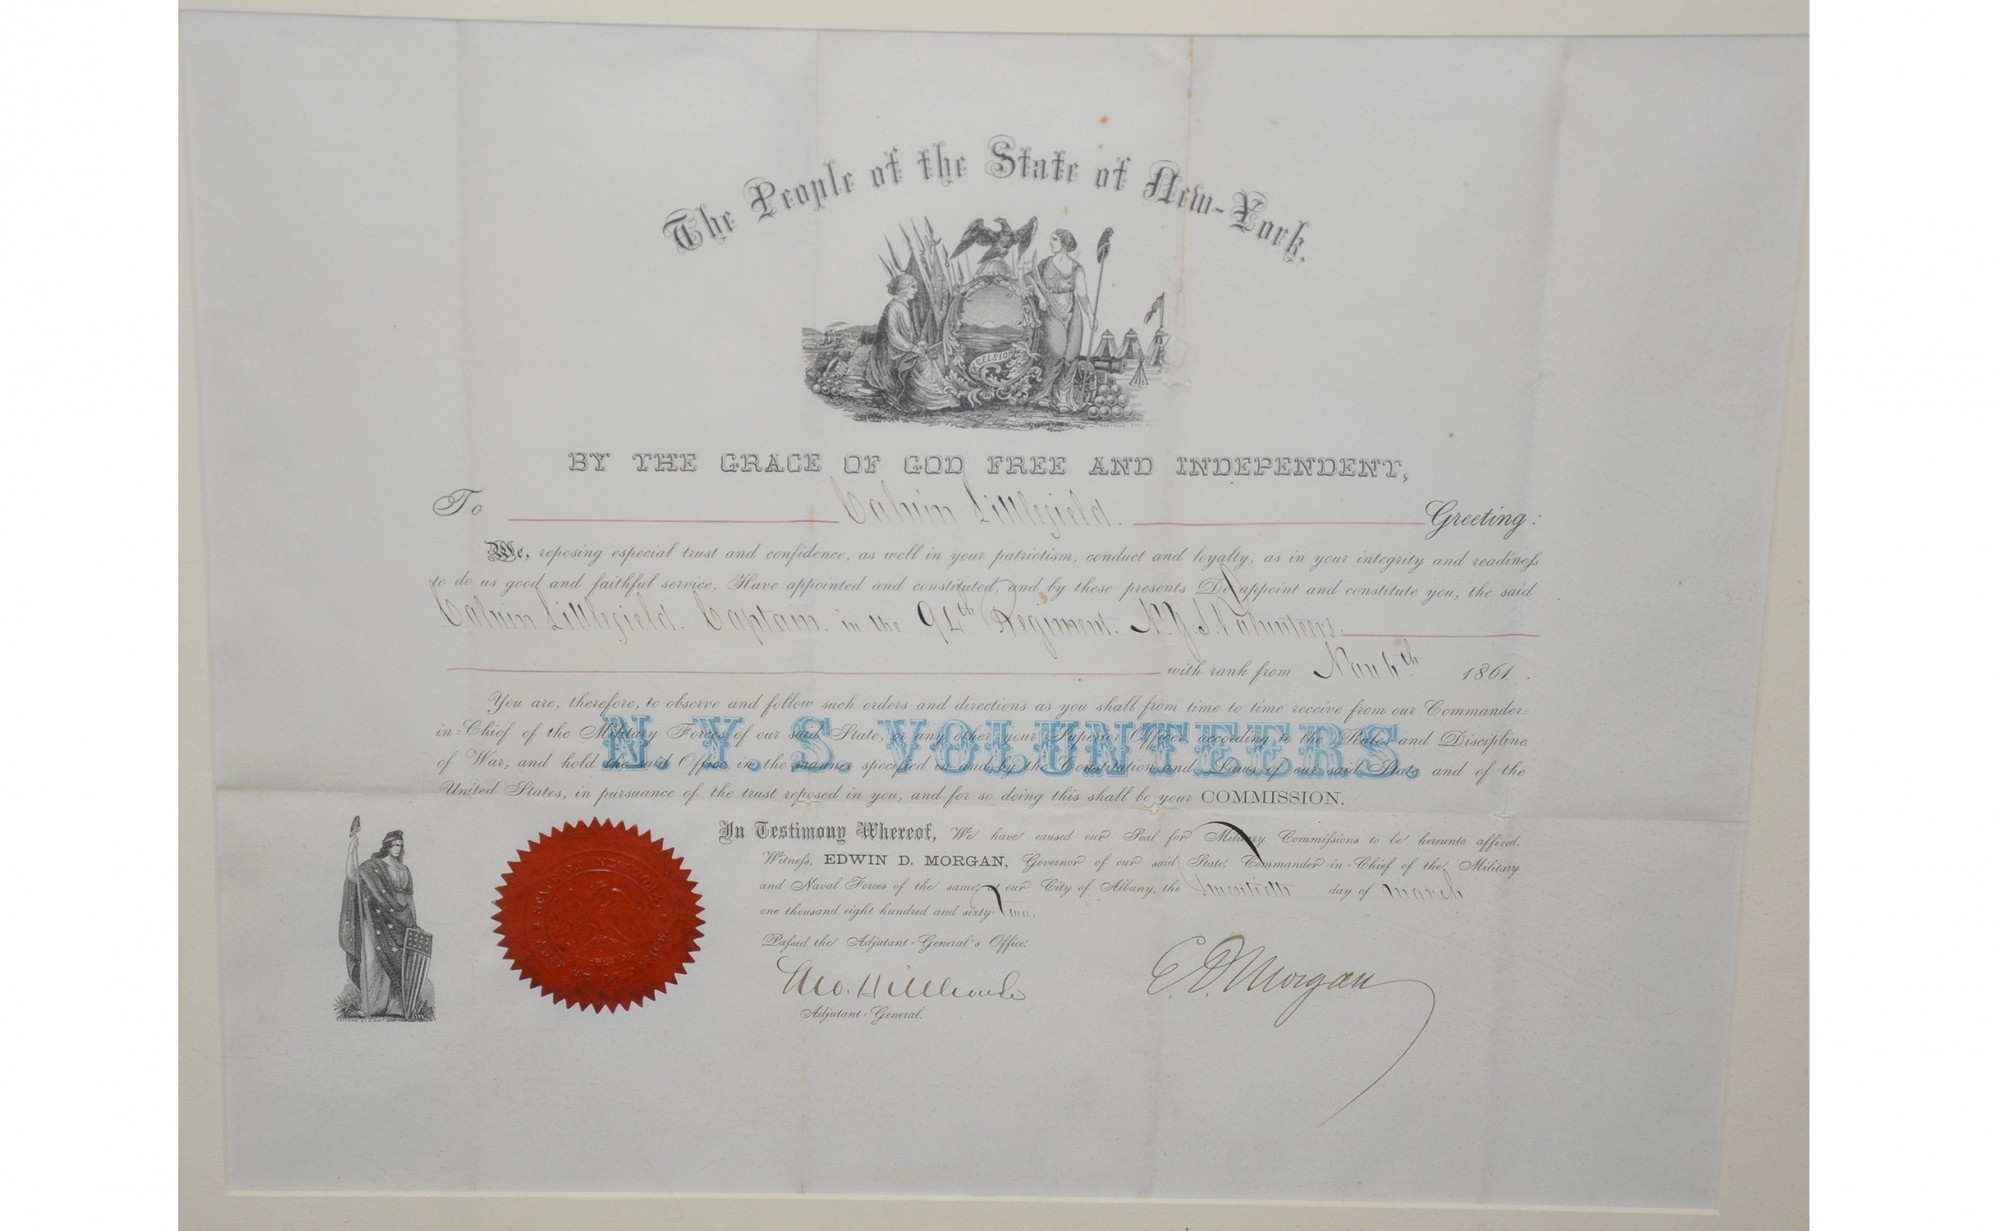 The People of the State of New-York,
CELSIOR
BY THE GRACE OF GOD FREE AND INDEPENDENT,
To Calvin Littlefield. Greeting:
We, reposing especial trust and confidence, as well in your patriotism, conduct and loyalty, as in your integrity and readiness
to do us good and faithful service, Have appointed and constituted, and by these presents Do appoint and constitute you, the said
Calvin Littlefield. Captain. in the 94th Regiment. N.Y.S. Volunteers.
with rank from Nov 6th 1861.
You are, therefore, to observe and follow such orders and directions as you shall from time to time receive from our Commander-
in-Chief of the Military Forces of our said State, or any other your Superior Officer, according to the Rules and Discipline
N.Y.S. VOLUNTEERS.
of War, and hold the said Office in the manner specified in and by the Constitution and Laws of our said State and of the
United States, in pursuance of the trust reposed in you, and for so doing this shall be your COMMISSION.
In Testimony Whereof, We have caused our Seal for Military Commissions to be hereunto affixed.
Witness, EDWIN D. MORGAN, Governor of our said State, Commander-in-Chief of the Military
and Naval Forces of the same, at our City of Albany, the Twentieth day of March
one thousand eight hundred and sixty-two.
Passed the Adjutant-General's Office:
E. D. Morgan
Adjutant-General.
STATE OF NEW YORK